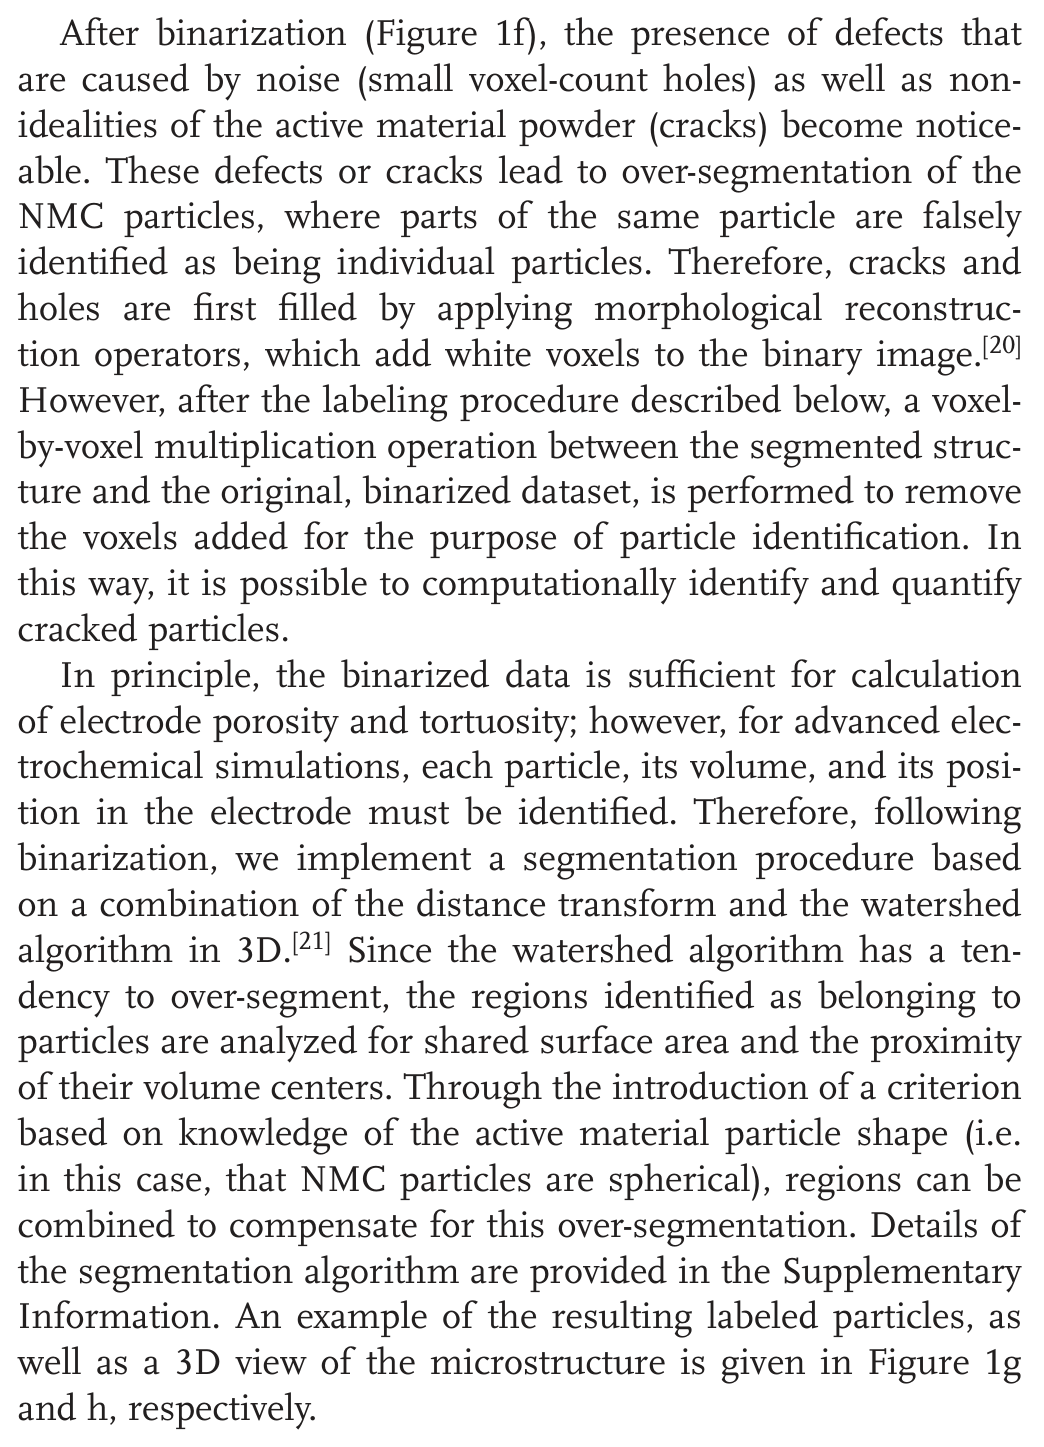 After binarization (Figure 1f), the presence of defects that
are caused by noise (small voxel-count holes) as well as non-
idealities of the active material powder (cracks) become notice-
able. These defects or cracks lead to over-segmentation of the
NMC particles, where parts of the same particle are falsely
identified as being individual particles. Therefore, cracks and
holes are first filled by applying morphological reconstruc-
tion operators, which add white voxels to the binary image.[20]
However, after the labeling procedure described below, a voxel-
by-voxel multiplication operation between the segmented struc-
ture and the original, binarized dataset, is performed to remove
the voxels added for the purpose of particle identification. In
this way, it is possible to computationally identify and quantify
cracked particles.
In principle, the binarized data is sufficient for calculation
of electrode porosity and tortuosity; however, for advanced elec-
trochemical simulations, each particle, its volume, and its posi-
tion in the electrode must be identified. Therefore, following
binarization, we implement a segmentation procedure based
on a combination of the distance transform and the watershed
algorithm in 3D.[21] Since the watershed algorithm has a ten-
dency to over-segment, the regions identified as belonging to
particles are analyzed for shared surface area and the proximity
of their volume centers. Through the introduction of a criterion
based on knowledge of the active material particle shape (i.e.
in this case, that NMC particles are spherical), regions can be
combined to compensate for this over-segmentation. Details of
the segmentation algorithm are provided in the Supplementary
Information. An example of the resulting labeled particles, as
well as a 3D view of the microstructure is given in Figure 1g
and h, respectively.